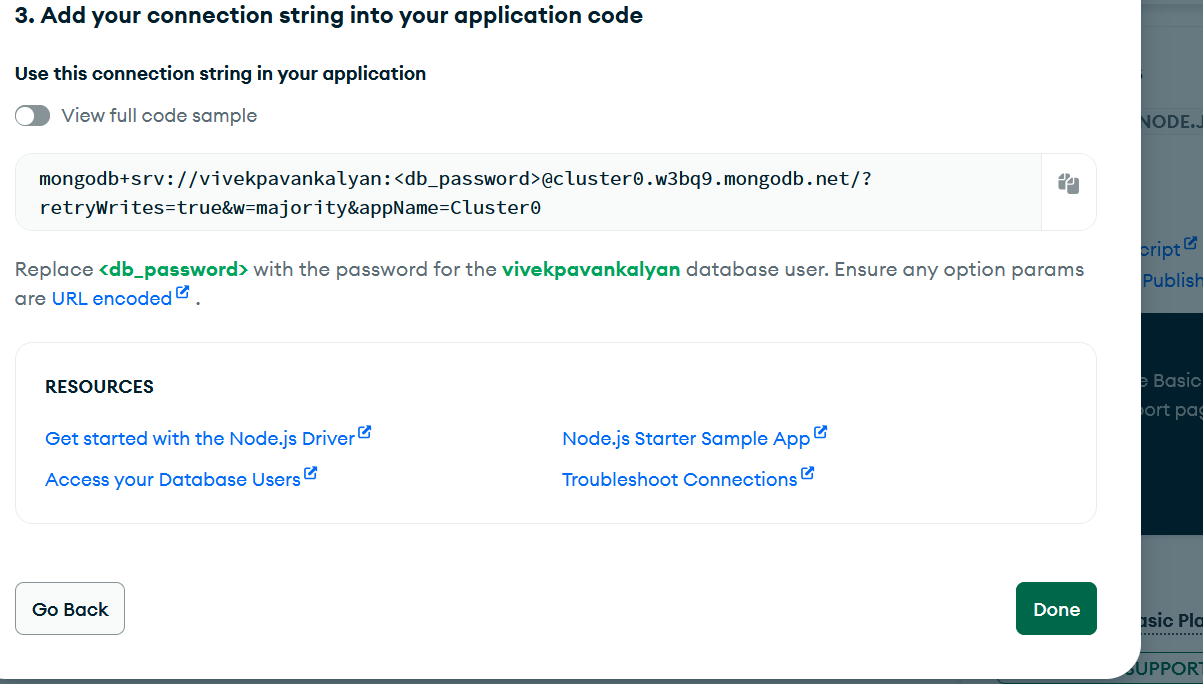 3. Add your connection string into your application code
Use this connection string in your application
View full code sample
mongodb+srv://vivekpavankalyan:<db_password>@cluster0.w3bq9.mongodb.net/?
retryWrites=true&w=majority&appName=Cluster0
Replace <db_password> with the password for the vivekpavankalyan database user. Ensure any option params
are URL encoded .
RESOURCES
Get started with the Node.js Driver
Node.js Starter Sample App
Access your Database Users
Troubleshoot Connections
Go Back
Done
NODE.J
cript
Publish
e Basic
port pag
asic Pla
SUPPORT